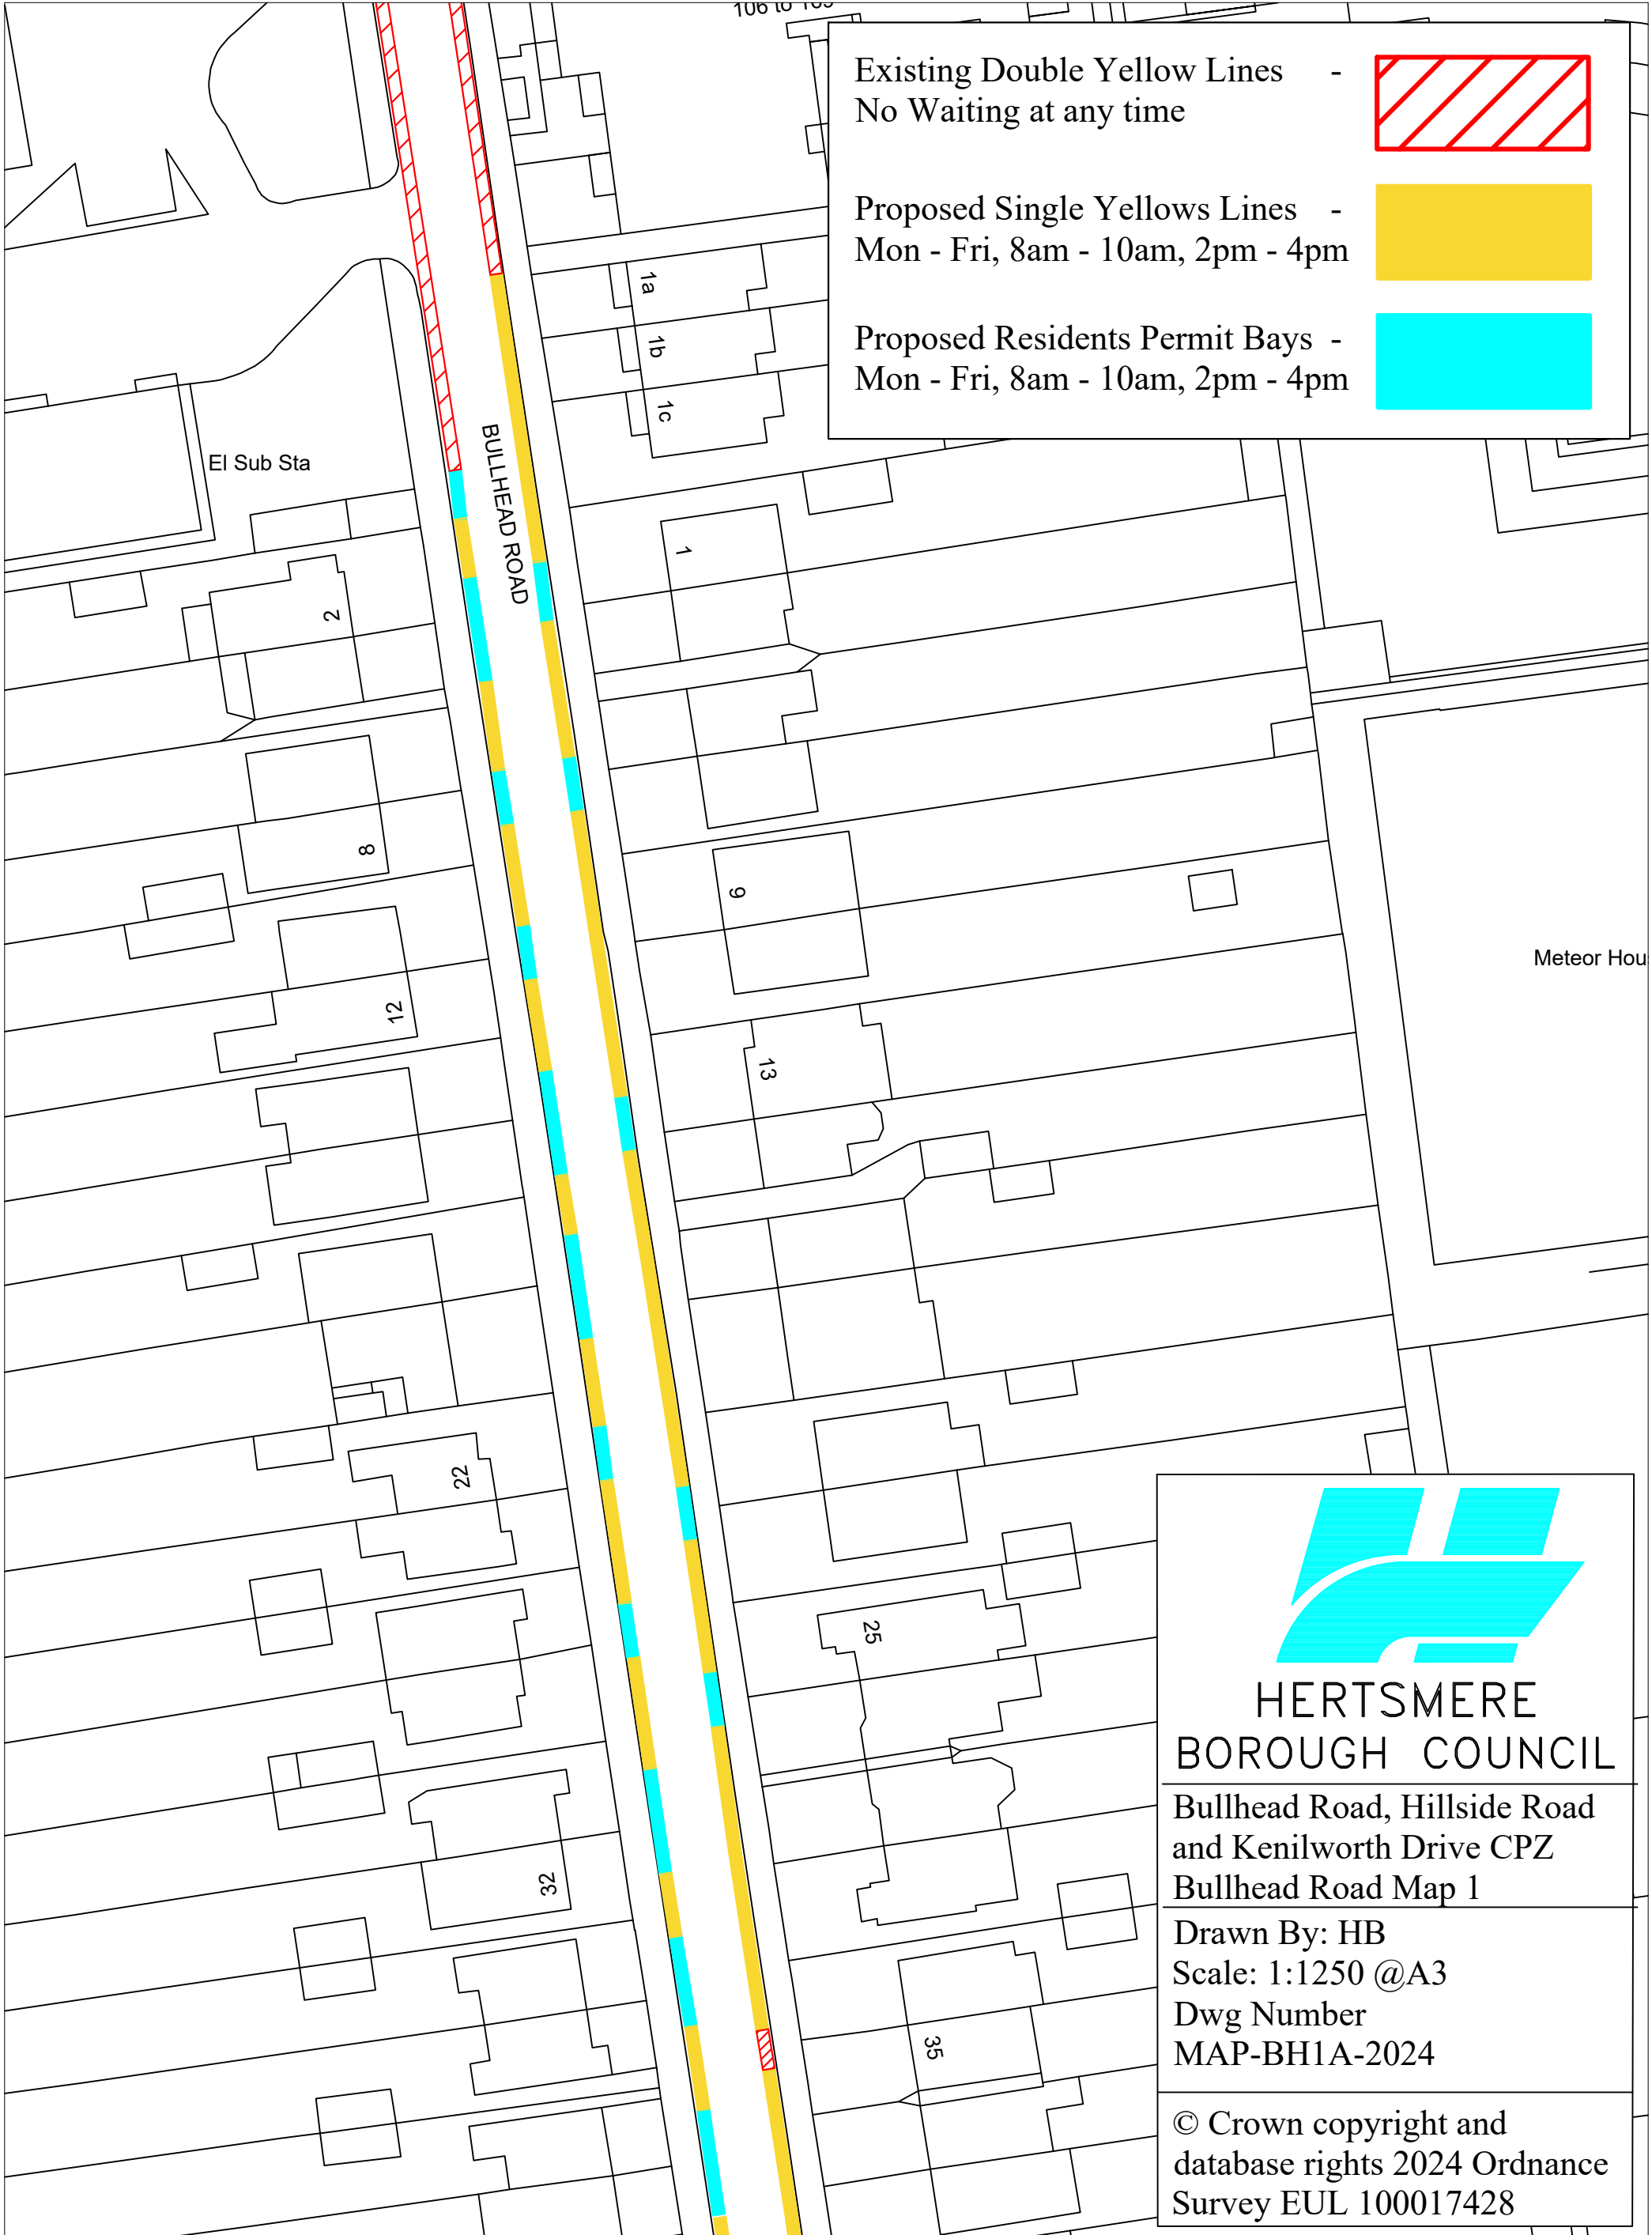 Existing Double Yellow Lines -
No Waiting at any time
Proposed Single Yellows Lines -
Mon - Fri, 8am - 10am, 2pm - 4pm
Proposed Residents Permit Bays -
Mon - Fri, 8am - 10am, 2pm - 4pm
1a
1b
1c
BULLHEAD ROAD
El Sub Sta
1
2
8
9
Meteor Hou
12
13
22
25
32
35
HERTSMERE
BOROUGH COUNCIL
Bullhead Road, Hillside Road
and Kenilworth Drive CPZ
Bullhead Road Map 1
Drawn By: HB
Scale: 1:1250 @A3
Dwg Number
MAP-BH1A-2024
© Crown copyright and
database rights 2024 Ordnance
Survey EUL 100017428